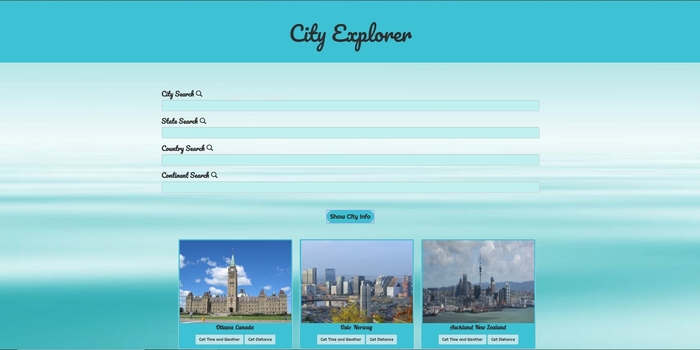 City Explorer
City Search
State Search
Country Search
Continent Search
Show City Info
Ottawa Canada
Oslo Norway
Auckland New Zealand
Get Time and Weather Get Distance
Get Time and Weather Get Distance
Get Time and Weather Get Distance